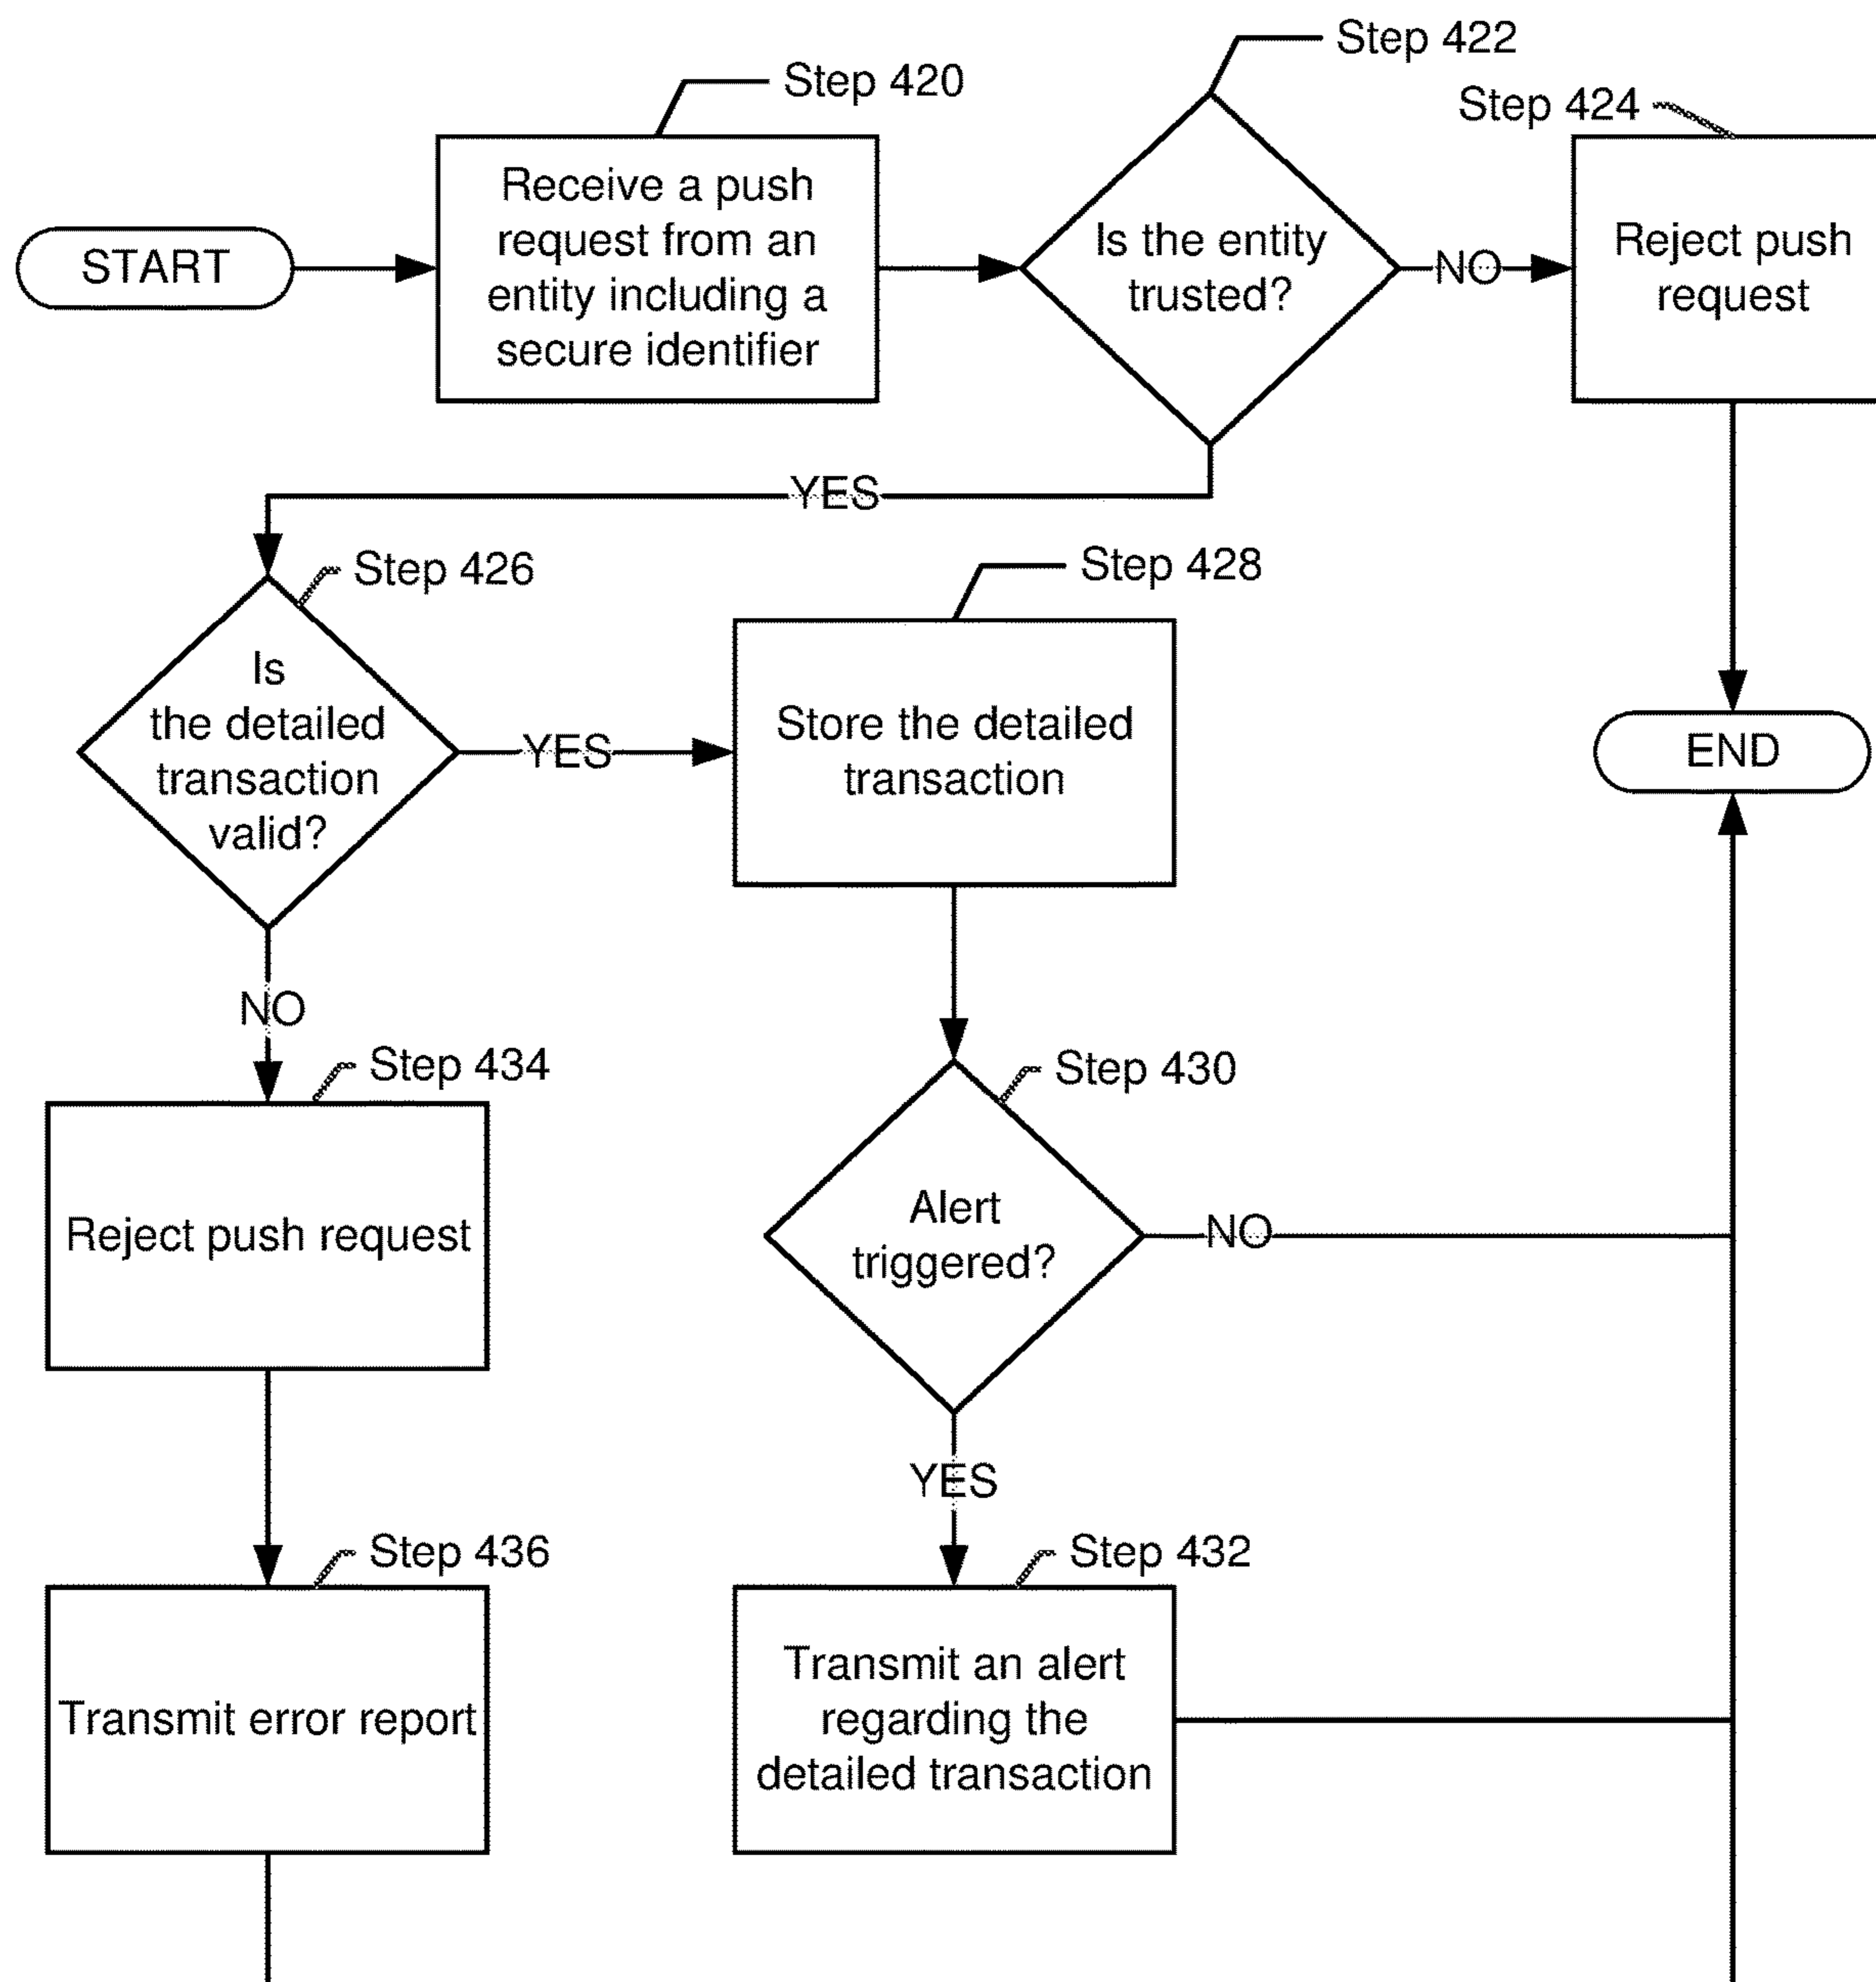 Step 422
Step 420
Step 424
START
Receive a push
request from an
entity including a
secure identifier
Is the entity
trusted?
NO
Reject push
request
YES
Step 426
Step 428
Is
the detailed
transaction
valid?
YES
Store the detailed
transaction
END
NO
Step 434
Step 430
Reject push request
Alert
triggered?
NO
YES
Step 436
Step 432
Transmit error report
Transmit an alert
regarding the
detailed transaction